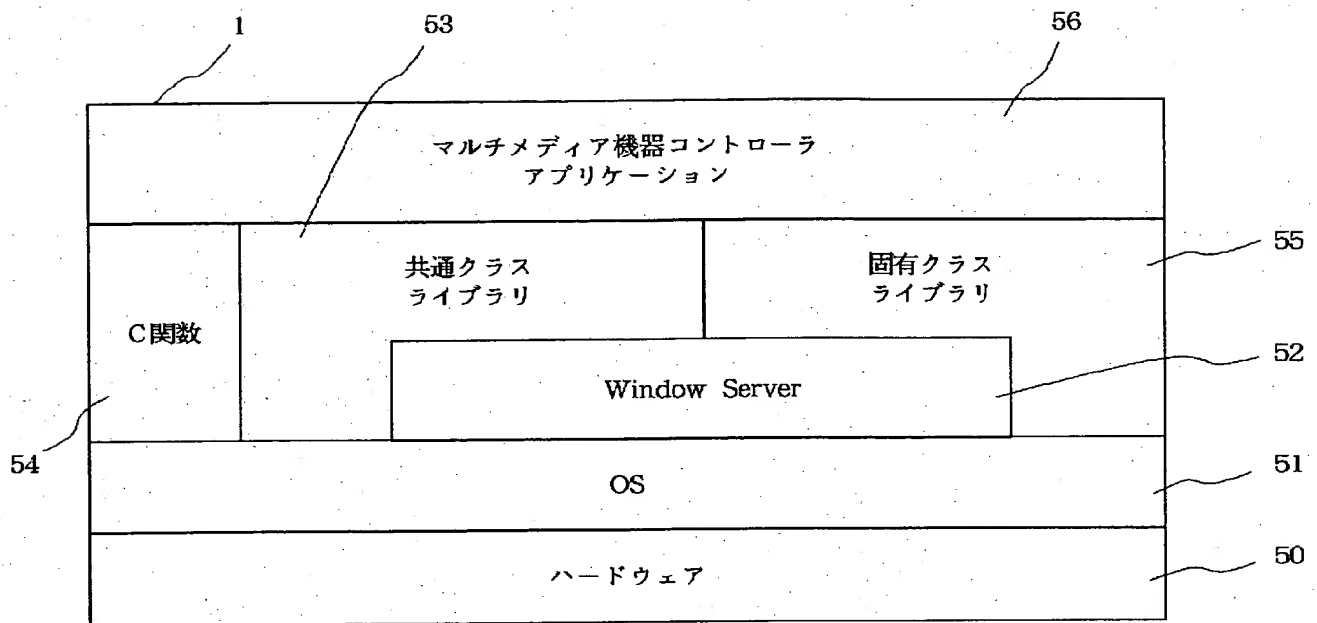 1
53
56
マルチメディア機器コントローラ
アプリケーション
共通クラス
ライブラリ
固有クラス
ライブラリ
55
C関数
Window Server
52
54
OS
51
ハードウェア
50